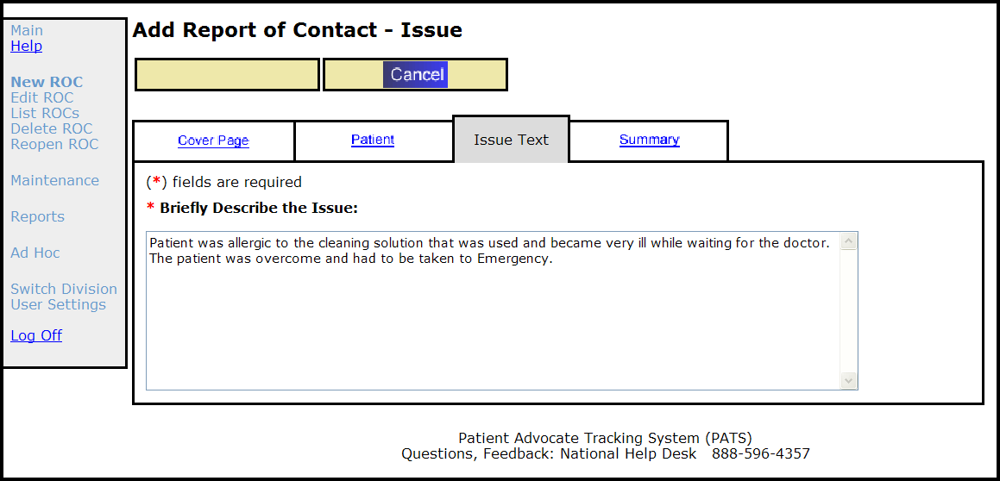 Main
Help
New ROC
Edit ROC
List ROCs
Delete ROC
Reopen ROC
Maintenance
Reports
Ad Hoc
Switch Division
User Settings
Log Off
Add Report of Contact - Issue
Cancel
Cover Page
Patient
Issue Text
Summary
(*) fields are required
* Briefly Describe the Issue:
Patient was allergic to the cleaning solution that was used and became very ill while waiting for the doctor.
The patient was overcome and had to be taken to Emergency.
Patient Advocate Tracking System (PATS)
Questions, Feedback: National Help Desk 888-596-4357